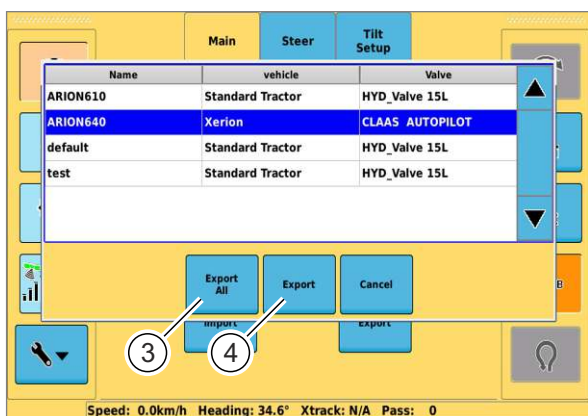 Main
Steer
Tilt
Setup
Name vehicle Valve
ARION610 Standard Tractor HYD_Valve 15L
ARION640 Xerion CLAAS AUTOPILOT
default Standard Tractor HYD_Valve 15L
test Standard Tractor HYD_Valve 15L
Export
All
Export
Cancel
B
Import
Export
3
4
Speed: 0.0km/h Heading: 34.6° Xtrack: N/A Pass: 0